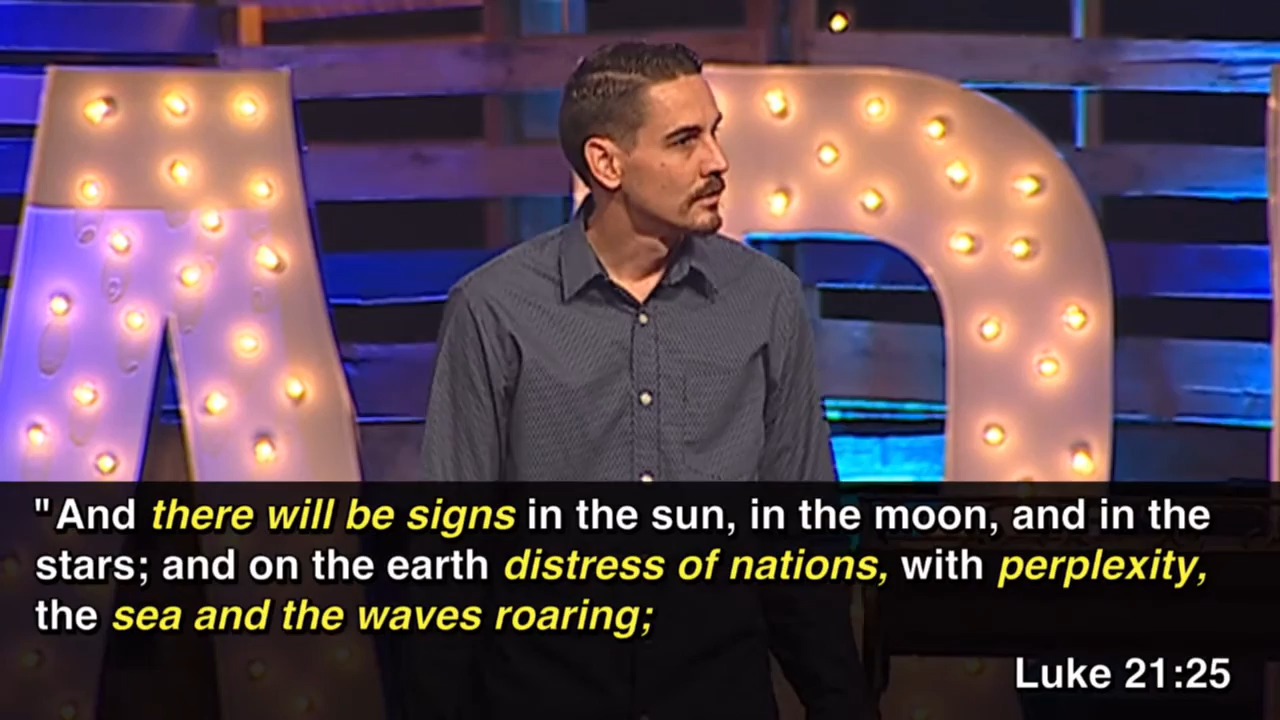 "And there will be signs in the sun, in the moon, and in the
stars; and on the earth distress of nations, with perplexity,
the sea and the waves roaring;
Luke 21:25